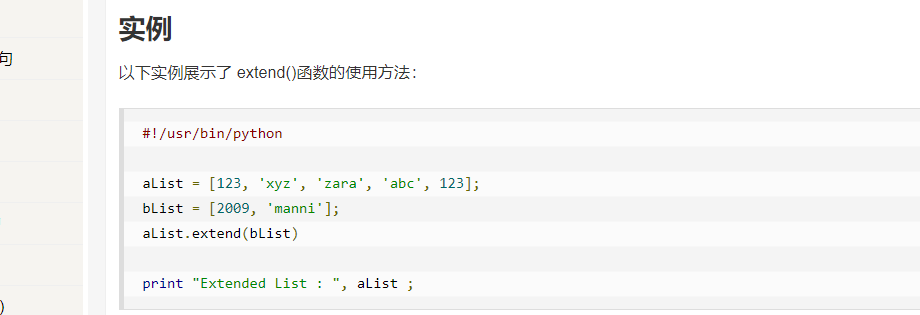 实例
句
以下实例展示了 extend()函数的使用方法：
#!/usr/bin/python
aList = [123, 'xyz', 'zara', 'abc', 123];
bList = [2009, 'manni'];
aList.extend(bList)
print "Extended List : ", aList ;
)